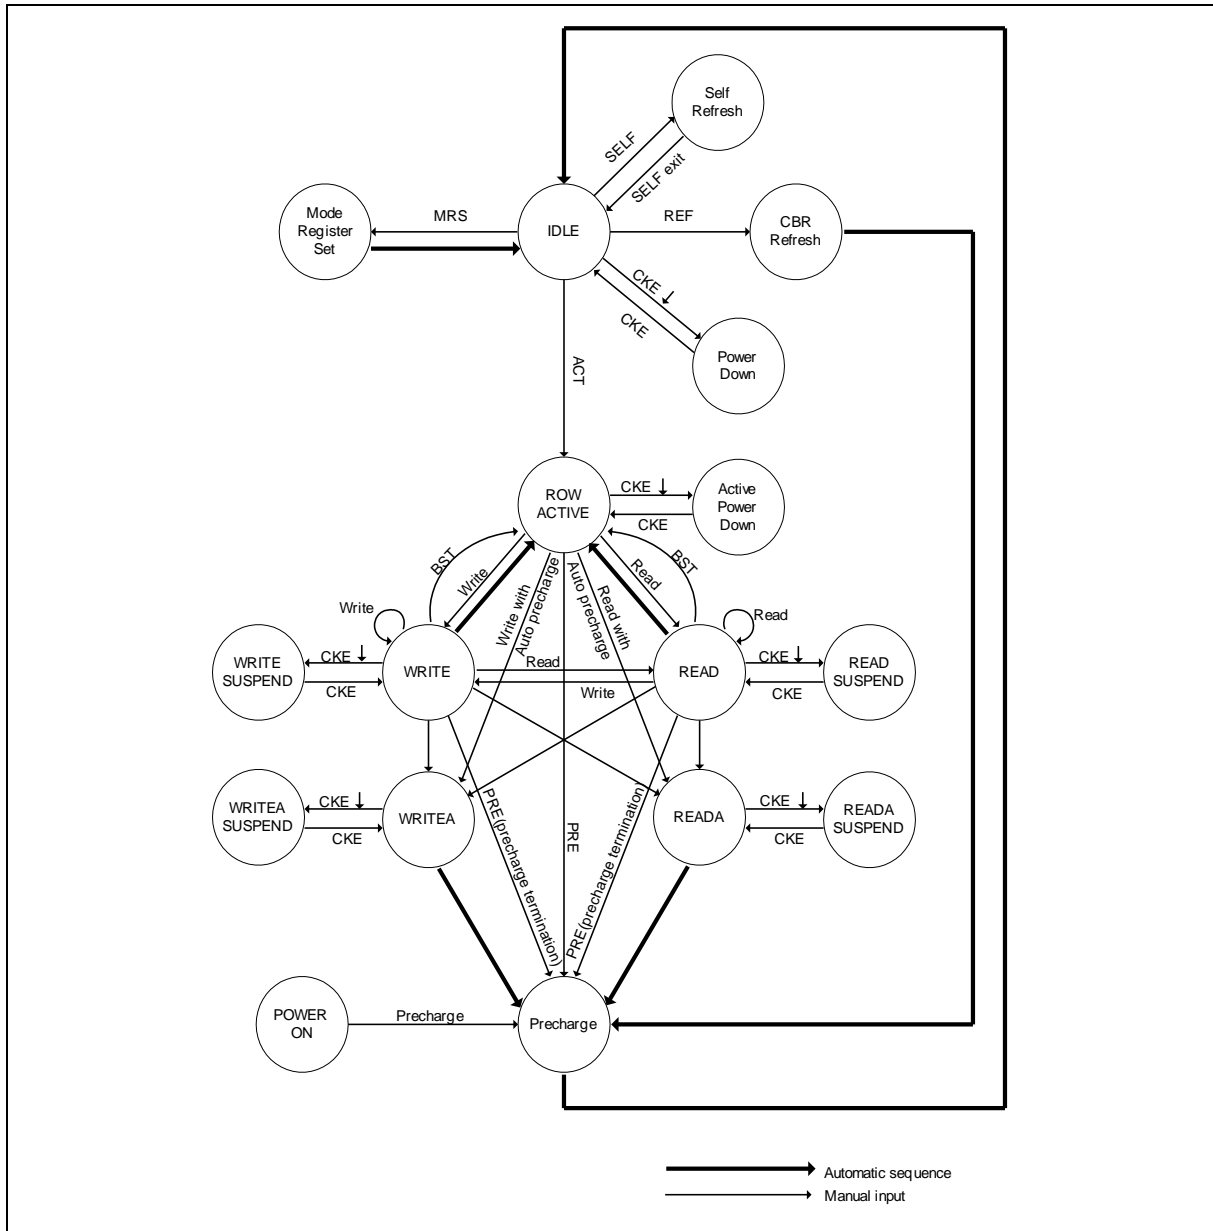 Self
Refresh
SELF
SELF exit
Mode
Register
Set
MRS
IDLE
REF
CBR
Refresh
CKE
CKE
Power
Down
ACT
ROW
ACTIVE
CKE
CKE
Active
Power
Down
BST
Write
Write with
Auto precharge
Auto precharge
Read with
Read
BST
Write
Read
WRITE
SUSPEND
CKE
CKE
WRITE
Read
Write
READ
CKE
CKE
READ
SUSPEND
WRITEA
SUSPEND
CKE
CKE
WRITEA
PRE(precharge termination)
PRE
PRE(precharge termination)
READA
CKE
CKE
READA
SUSPEND
POWER
ON
Precharge
Precharge
Automatic sequence
Manual input